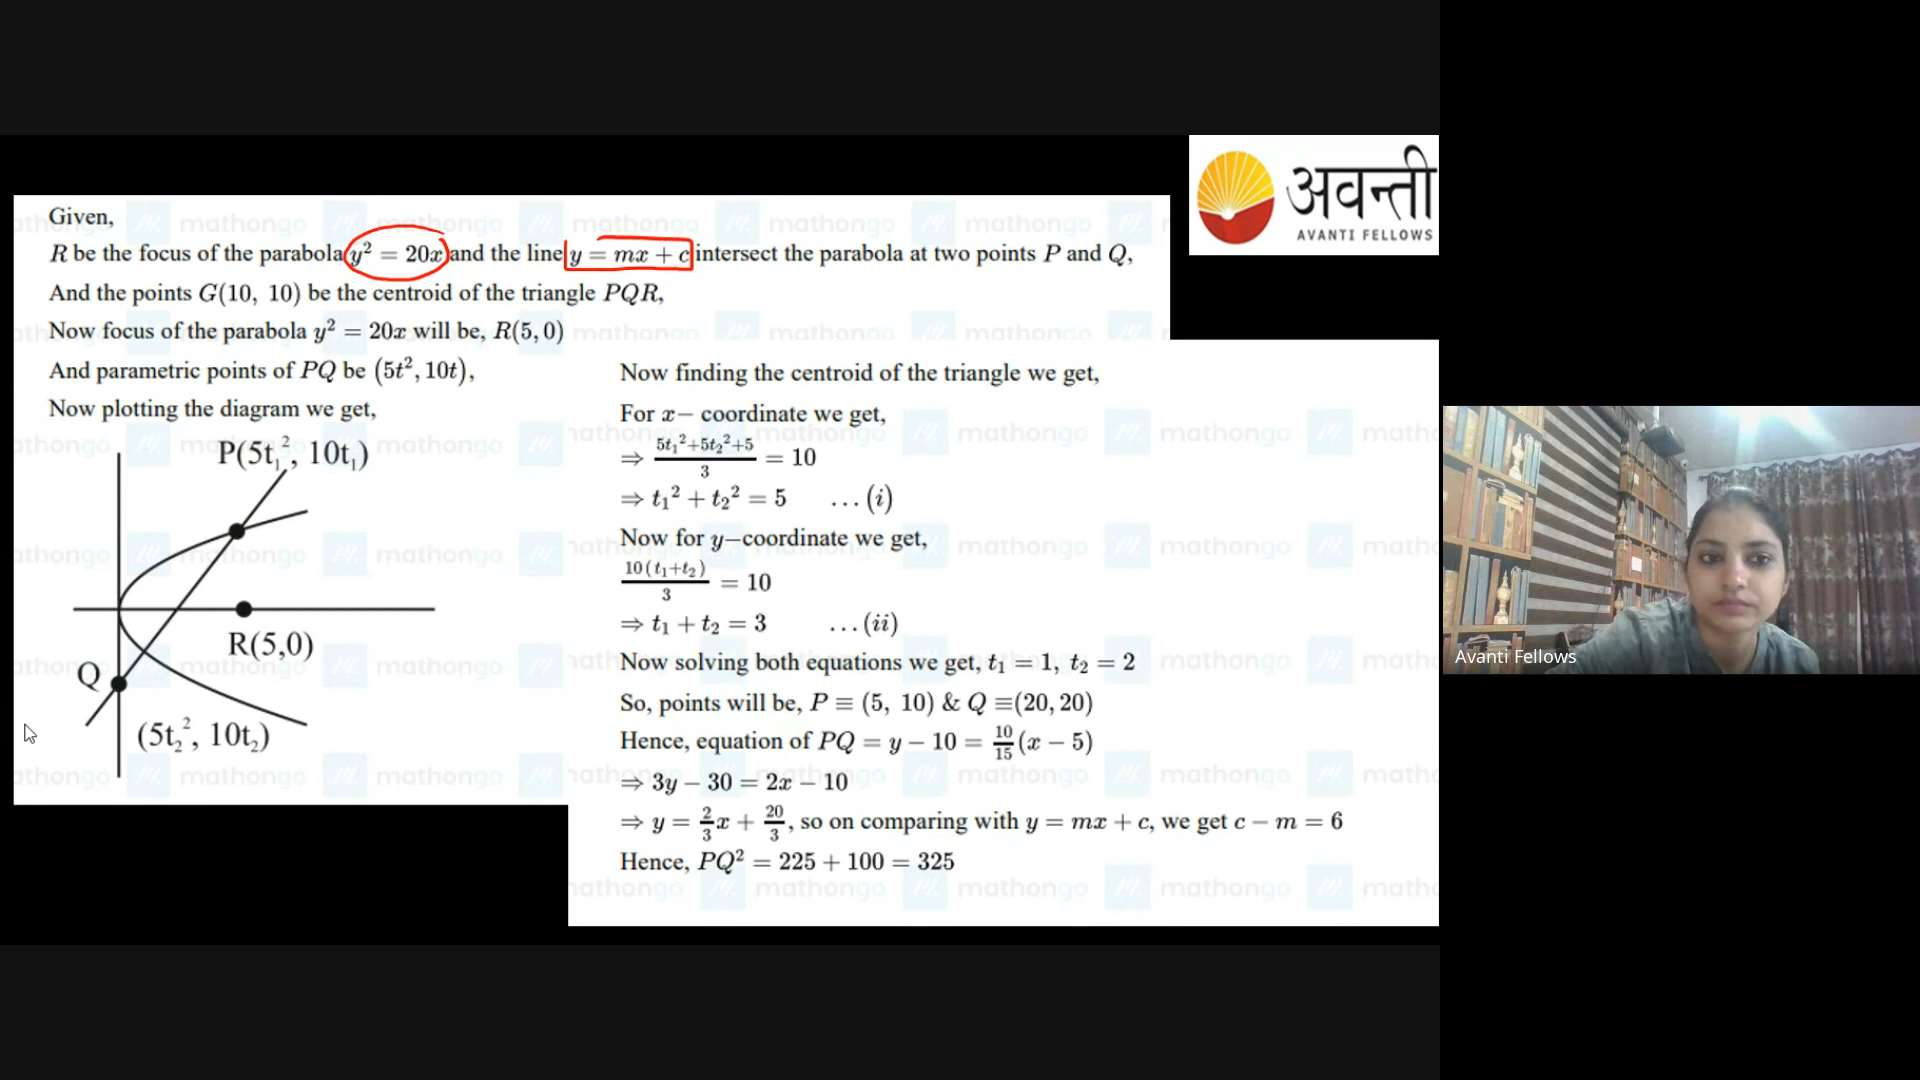 अवन्ती
AVANTI FELLOWS
Given,
R be the focus of the parabola y² = 20x and the line y = mx + c intersect the parabola at two points P and Q,
And the points G(10, 10) be the centroid of the triangle PQR,
Now focus of the parabola y² = 20x will be, R(5, 0)
And parametric points of PQ be (5t², 10t),
Now plotting the diagram we get,
P(5t₁², 10t₁)
R(5,0)
Q
(5t₂², 10t₂)
Now finding the centroid of the triangle we get,
For x− coordinate we get,
⇒ (5t₁²+5t₂²+5)/3 = 10
⇒ t₁² + t₂² = 5 …(i)
Now for y−coordinate we get,
10(t₁+t₂)/3 = 10
⇒ t₁ + t₂ = 3 …(ii)
Now solving both equations we get, t₁ = 1, t₂ = 2
So, points will be, P ≡ (5, 10) & Q ≡(20, 20)
Hence, equation of PQ = y − 10 = 10/15 (x − 5)
⇒ 3y − 30 = 2x − 10
⇒ y = 2/3 x + 20/3, so on comparing with y = mx + c, we get c − m = 6
Hence, PQ² = 225 + 100 = 325
Avanti Fellows
mathongo